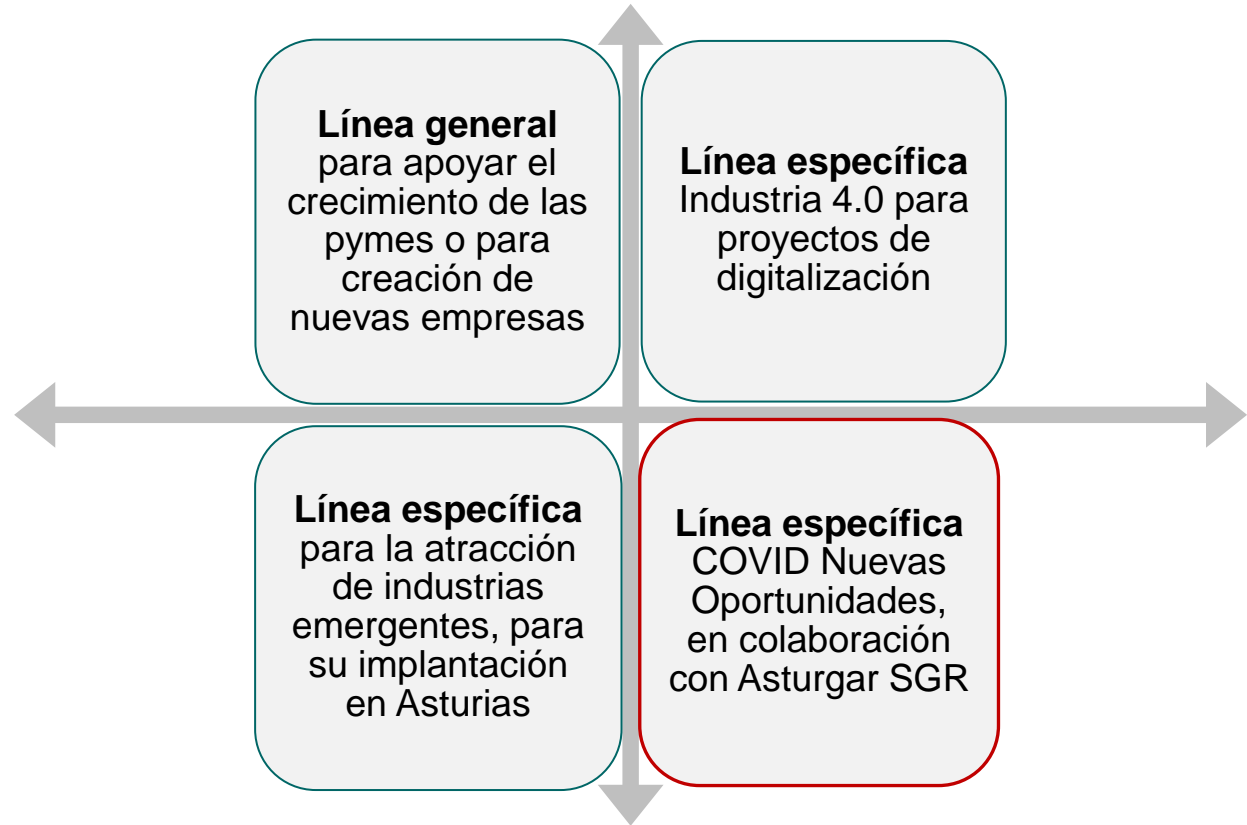 Línea general
para apoyar el
crecimiento de las
pymes o para
creación de
nuevas empresas
Línea específica
Industria 4.0 para
proyectos de
digitalización
Línea específica
para la atracción
de industrias
emergentes, para
su implantación
en Asturias
Línea específica
COVID Nuevas
Oportunidades,
en colaboración
con Asturgar SGR